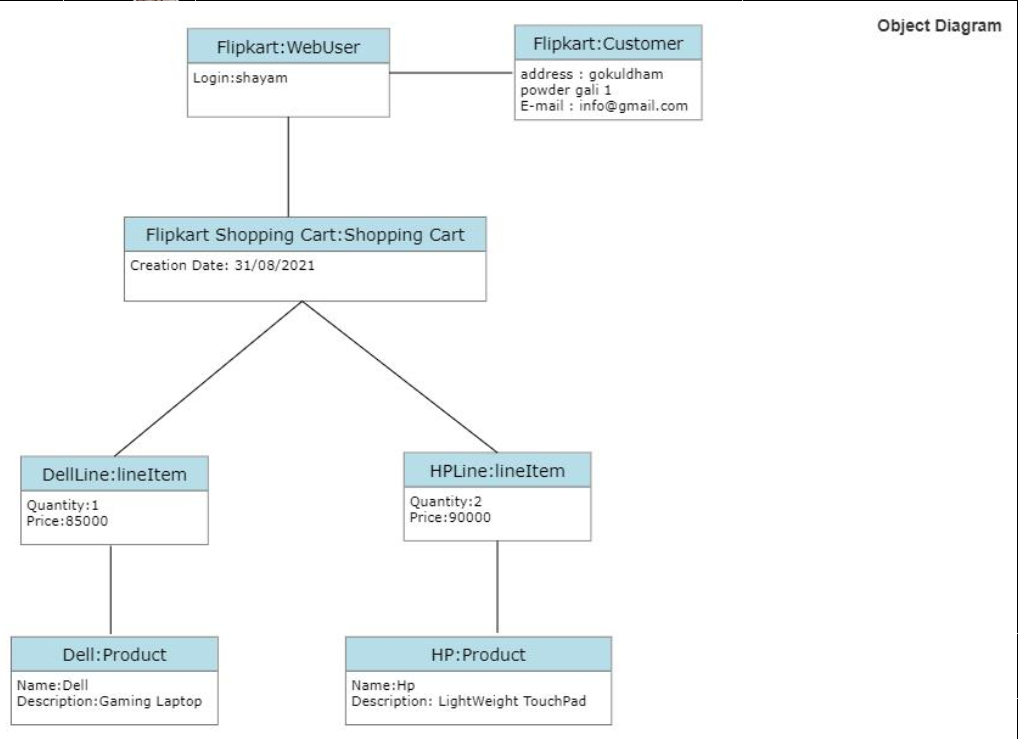 Object Diagram
Flipkart:WebUser
Login:shayam
Flipkart:Customer
address : gokuldham
powder gali 1
E-mail : info@gmail.com
Flipkart Shopping Cart:Shopping Cart
Creation Date: 31/08/2021
DellLine:lineItem
Quantity:1
Price:85000
HPLine:lineItem
Quantity:2
Price:90000
Dell:Product
Name:Dell
Description:Gaming Laptop
HP:Product
Name:Hp
Description: LightWeight TouchPad